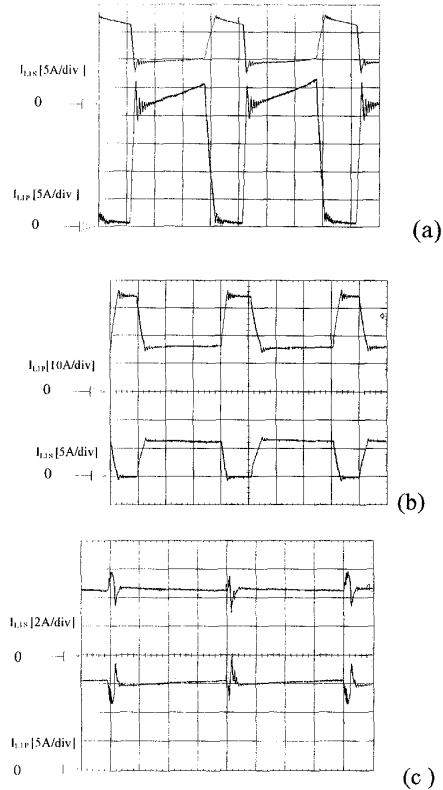 I_L1S[5A/div]
0
I_L1P[5A/div]
0
(a)
I_L1P[10A/div]
0
I_L1S[5A/div]
0
(b)
I_L1S[2A/div]
0
I_L1P[5A/div]
0
(c)